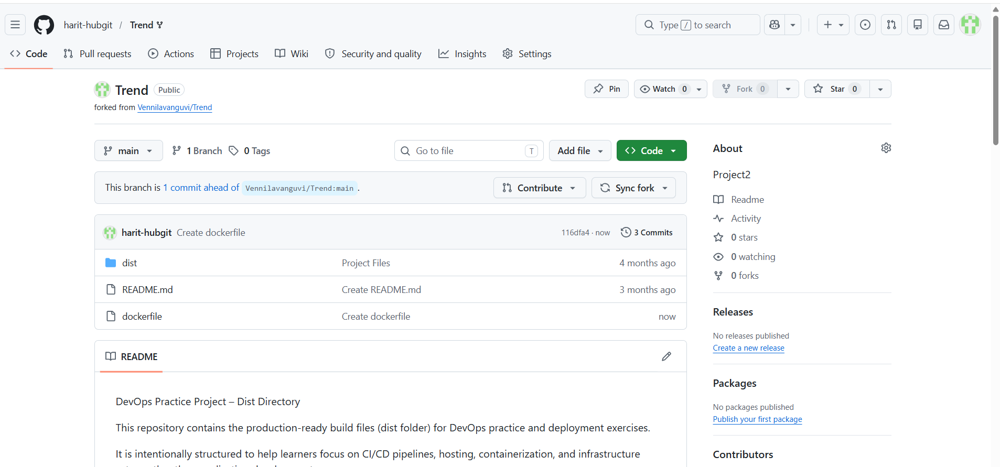 harit-hubgit / Trend
Type / to search
Code
Pull requests
Actions
Projects
Wiki
Security and quality
Insights
Settings
Trend Public
forked from Vennilavanguvi/Trend
Pin
Watch 0
Fork 0
Star 0
main
1 Branch
0 Tags
Go to file T
Add file
Code
This branch is 1 commit ahead of Vennilavanguvi/Trend:main .
Contribute
Sync fork
harit-hubgit Create dockerfile 116dfa4 · now 3 Commits
dist Project Files 4 months ago
README.md Create README.md 3 months ago
dockerfile Create dockerfile now
README
DevOps Practice Project – Dist Directory
This repository contains the production-ready build files (dist folder) for DevOps practice and deployment exercises.
It is intentionally structured to help learners focus on CI/CD pipelines, hosting, containerization, and infrastructure
About
Project2
Readme
Activity
0 stars
0 watching
0 forks
Releases
No releases published
Create a new release
Packages
No packages published
Publish your first package
Contributors